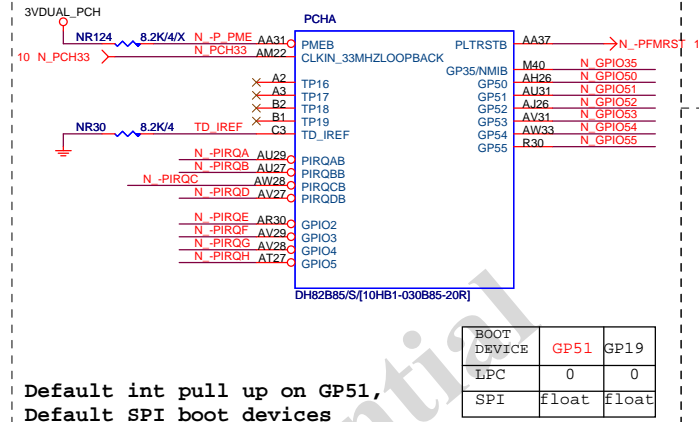 3VDUAL_PCH
PCHA
NR124 8.2K/4/X N_-P_PME AA31 PMEB
10 N_PCH33 N_PCH33 AM22 CLKIN_33MHZLOOPBACK
PLTRSTB AA37 N_-PFMRST 1
GP35/NMIB M40 N_GPIO35
A2 TP16 GP50 AH26 N_GPIO50
A3 TP17 GP51 AU31 N_GPIO51
B2 TP18 GP52 AJ26 N_GPIO52
B1 TP19 GP53 AV31 N_GPIO53
NR30 8.2K/4 TD_IREF C3 TD_IREF GP54 AW33 N_GPIO54
GP55 R30 N_GPIO55
N_-PIRQA AU29 PIRQAB
N_-PIRQB AU27 PIRQBB
N_-PIRQC AW28 PIRQCB
N_-PIRQD AV27 PIRQDB
N_-PIRQE AR30 GPIO2
N_-PIRQF AV29 GPIO3
N_-PIRQG AV28 GPIO4
N_-PIRQH AT27 GPIO5
DH82B85/S/[10HB1-030B85-20R]
BOOT
DEVICE GP51 GP19
LPC 0 0
SPI float float
Default int pull up on GP51,
Default SPI boot devices
ential